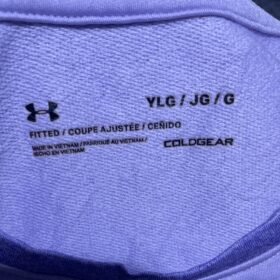 YLG / JG / G
FITTED / COUPE AJUSTÉE / CEÑIDO
MADE IN VIETNAM / FABRIQUÉ AU VIETNAM /
HECHO EN VIETNAM
COLDGEAR